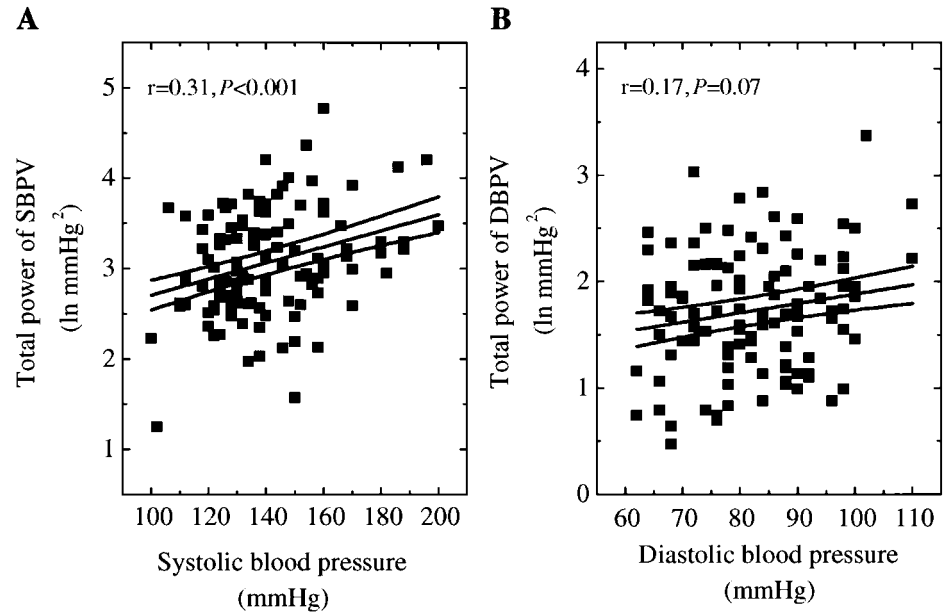 A
r=0.31, P<0.001
5
4
3
2
1
Total power of SBPV
(ln mmHg²)
100 120 140 160 180 200
Systolic blood pressure
(mmHg)
B
r=0.17, P=0.07
4
3
2
1
0
Total power of DBPV
(ln mmHg²)
60 70 80 90 100 110
Diastolic blood pressure
(mmHg)